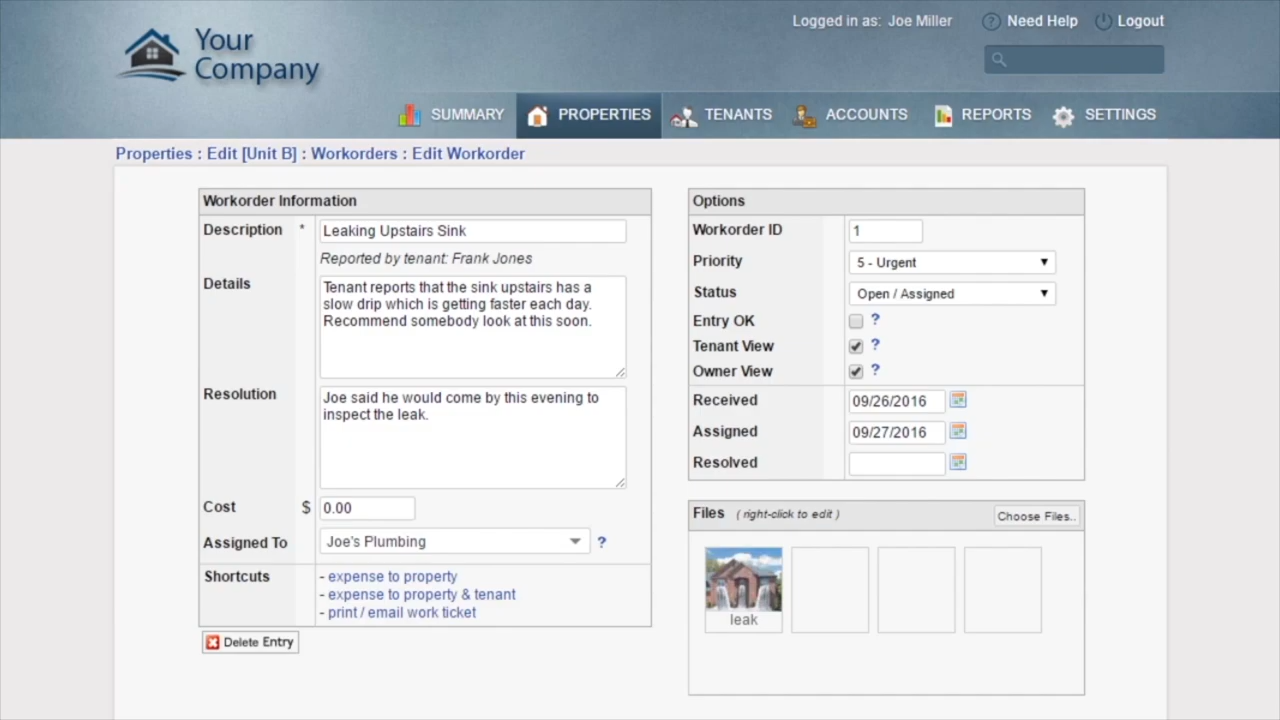 Logged in as: Joe Miller
Need Help
Logout
Your
Company
SUMMARY
PROPERTIES
TENANTS
ACCOUNTS
REPORTS
SETTINGS
Properties : Edit [Unit B] : Workorders : Edit Workorder
Workorder Information
Description * Leaking Upstairs Sink
Reported by tenant: Frank Jones
Details
Tenant reports that the sink upstairs has a
slow drip which is getting faster each day.
Recommend somebody look at this soon.
Resolution
Joe said he would come by this evening to
inspect the leak.
Cost $ 0.00
Assigned To Joe's Plumbing ?
Shortcuts
- expense to property
- expense to property & tenant
- print / email work ticket
Delete Entry
Options
Workorder ID 1
Priority 5 - Urgent
Status Open / Assigned
Entry OK ?
Tenant View ?
Owner View ?
Received 09/26/2016
Assigned 09/27/2016
Resolved
Files ( right-click to edit ) Choose Files..
leak